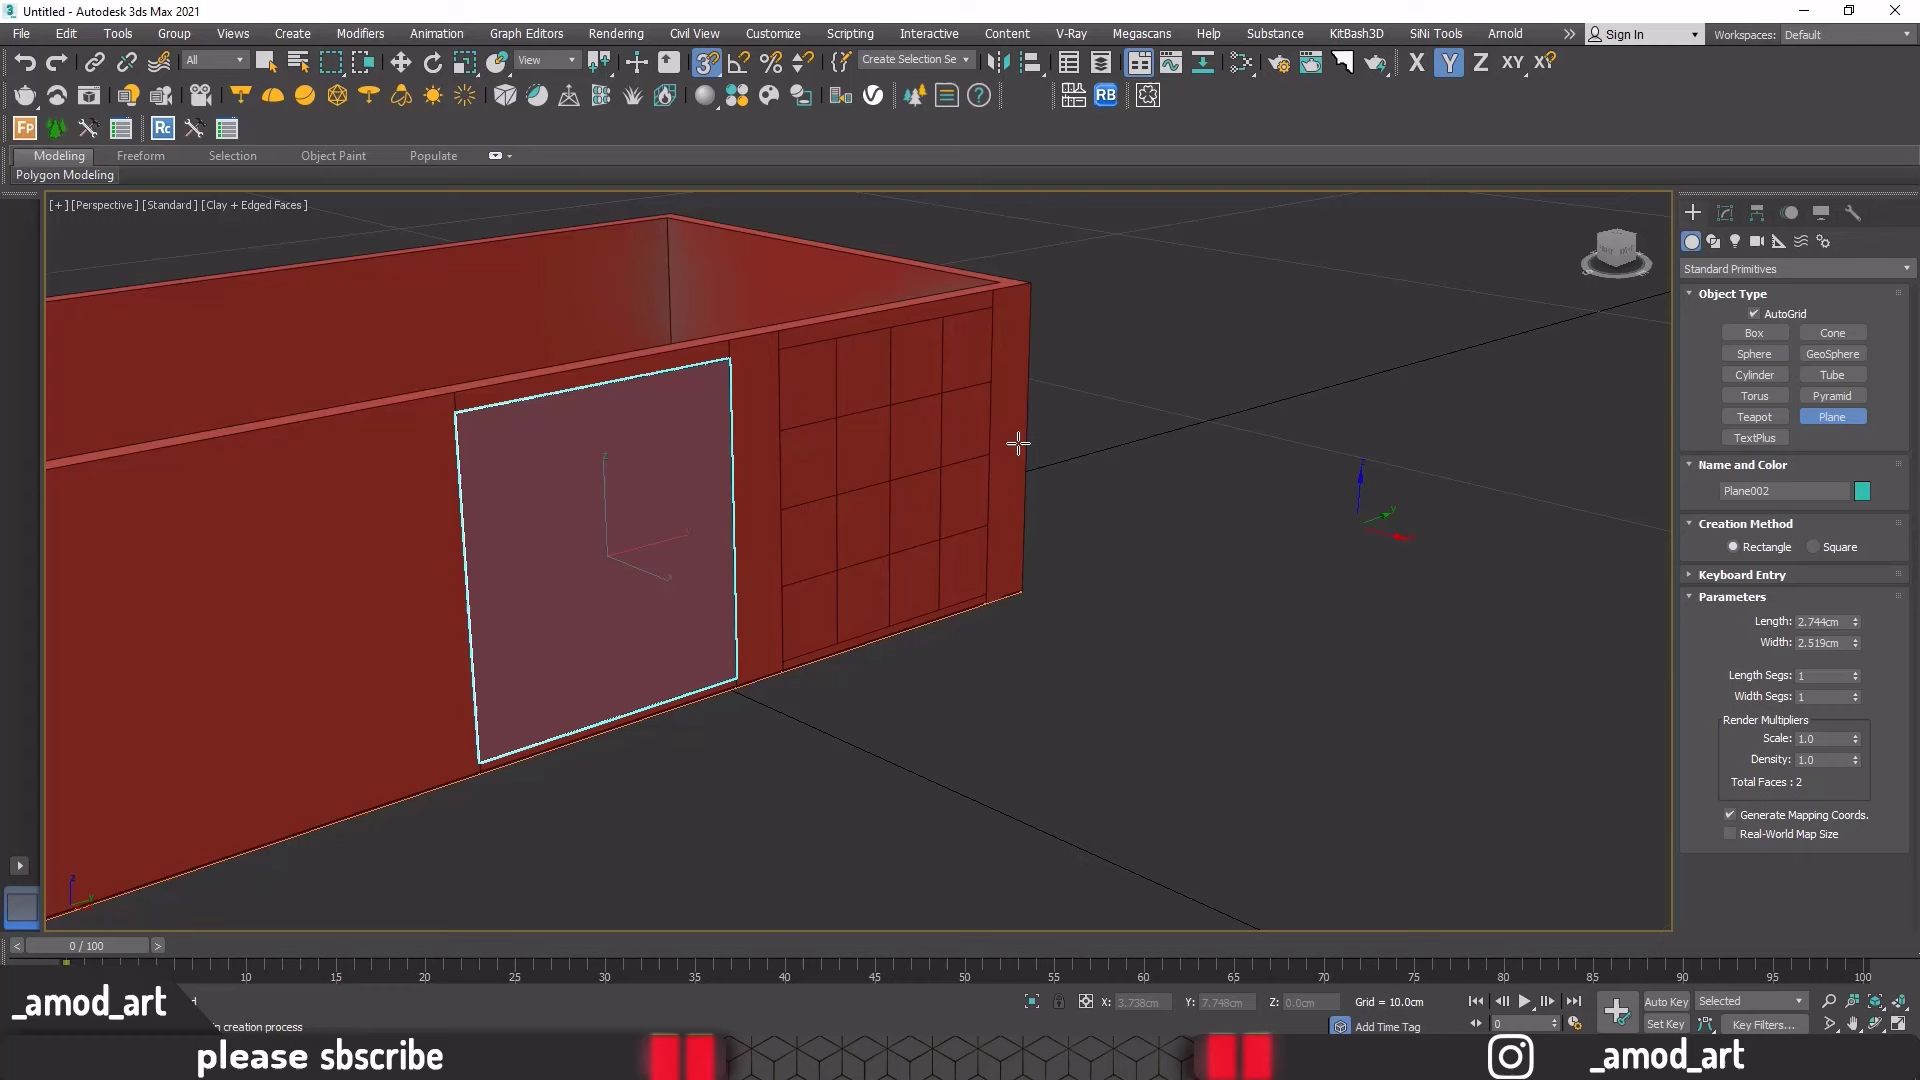 3 Untitled - Autodesk 3ds Max 2021
File Edit Tools Group Views Create Modifiers Animation Graph Editors Rendering Civil View Customize Scripting Interactive Content V-Ray Megascans Help Substance KitBash3D SiNi Tools Arnold Sign In Workspaces: Default
All View Create Selection Se X Y Z XY XY
RB
FP Rc
Modeling Freeform Selection Object Paint Populate
Polygon Modeling
[+] [Perspective] [Standard] [Clay + Edged Faces]
Standard Primitives
Object Type
AutoGrid
Box Cone
Sphere GeoSphere
Cylinder Tube
Torus Pyramid
Teapot Plane
TextPlus
Name and Color
Plane002
Creation Method
Rectangle Square
Keyboard Entry
Parameters
Length: 2.744cm
Width: 2.519cm
Length Segs: 1
Width Segs: 1
Render Multipliers
Scale: 1.0
Density: 1.0
Total Faces : 2
Generate Mapping Coords.
Real-World Map Size
< 0 / 100 >
10 15 20 25 30 35 40 45 50 55 60 65 70 75 80 85 90 95 100
_amod_art
X: 3.738cm Y: 7.748cm Z: 0.0cm Grid = 10.0cm Auto Key Selected
n creation process Add Time Tag 0 Set Key Key Filters...
please sbscribe _amod_art